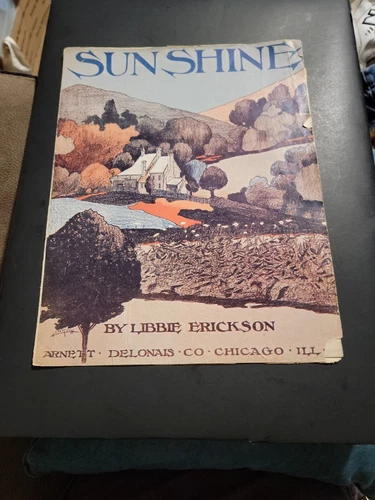 SUNSHINE
BY LIBBIE ERICKSON
ARNETT · DELONAIS · CO · CHICAGO · ILL ·